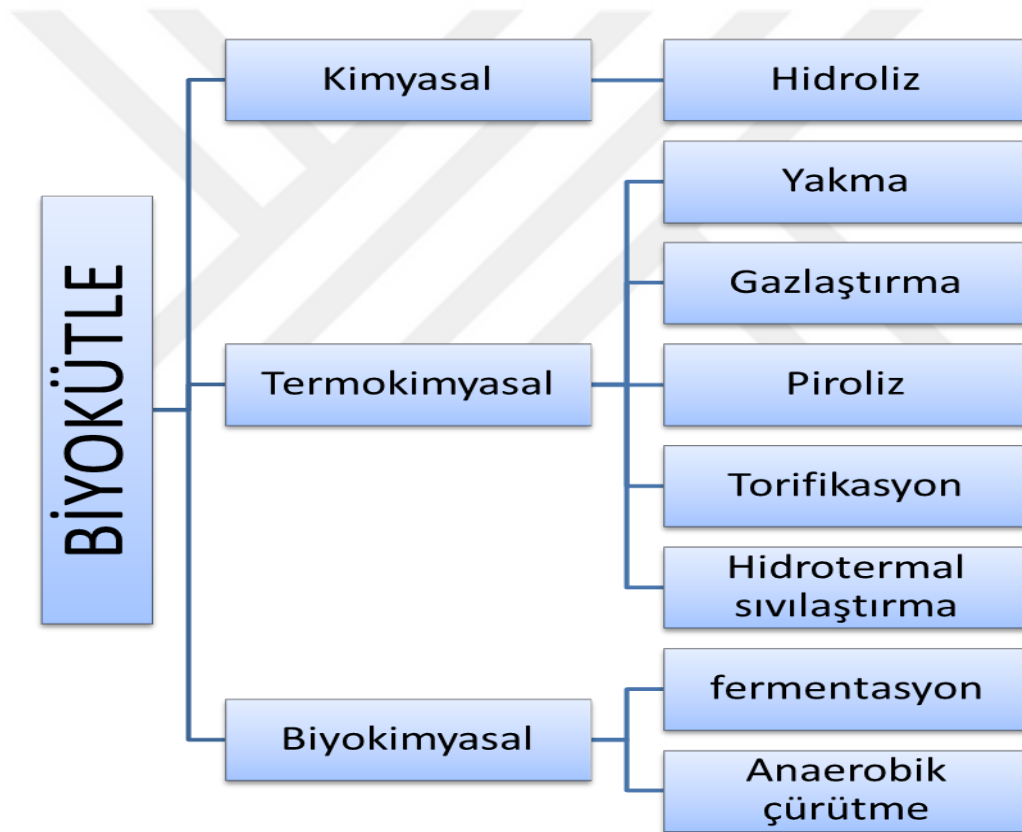 BİYOKÜTLE
Kimyasal
Hidroliz
Termokimyasal
Yakma
Gazlaştırma
Piroliz
Torifikasyon
Hidrotermal
sıvılaştırma
Biyokimyasal
fermentasyon
Anaerobik
çürütme